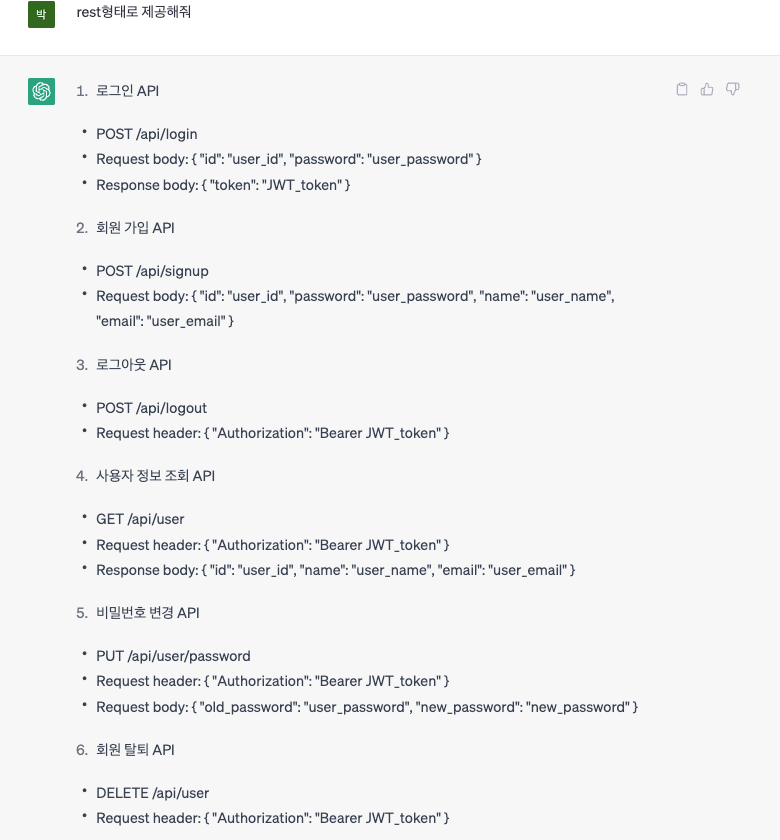 박
rest형태로 제공해줘
1. 로그인 API
• POST /api/login
• Request body: { "id": "user_id", "password": "user_password" }
• Response body: { "token": "JWT_token" }
2. 회원 가입 API
• POST /api/signup
• Request body: { "id": "user_id", "password": "user_password", "name": "user_name",
"email": "user_email" }
3. 로그아웃 API
• POST /api/logout
• Request header: { "Authorization": "Bearer JWT_token" }
4. 사용자 정보 조회 API
• GET /api/user
• Request header: { "Authorization": "Bearer JWT_token" }
• Response body: { "id": "user_id", "name": "user_name", "email": "user_email" }
5. 비밀번호 변경 API
• PUT /api/user/password
• Request header: { "Authorization": "Bearer JWT_token" }
• Request body: { "old_password": "user_password", "new_password": "new_password" }
6. 회원 탈퇴 API
• DELETE /api/user
• Request header: { "Authorization": "Bearer JWT_token" }